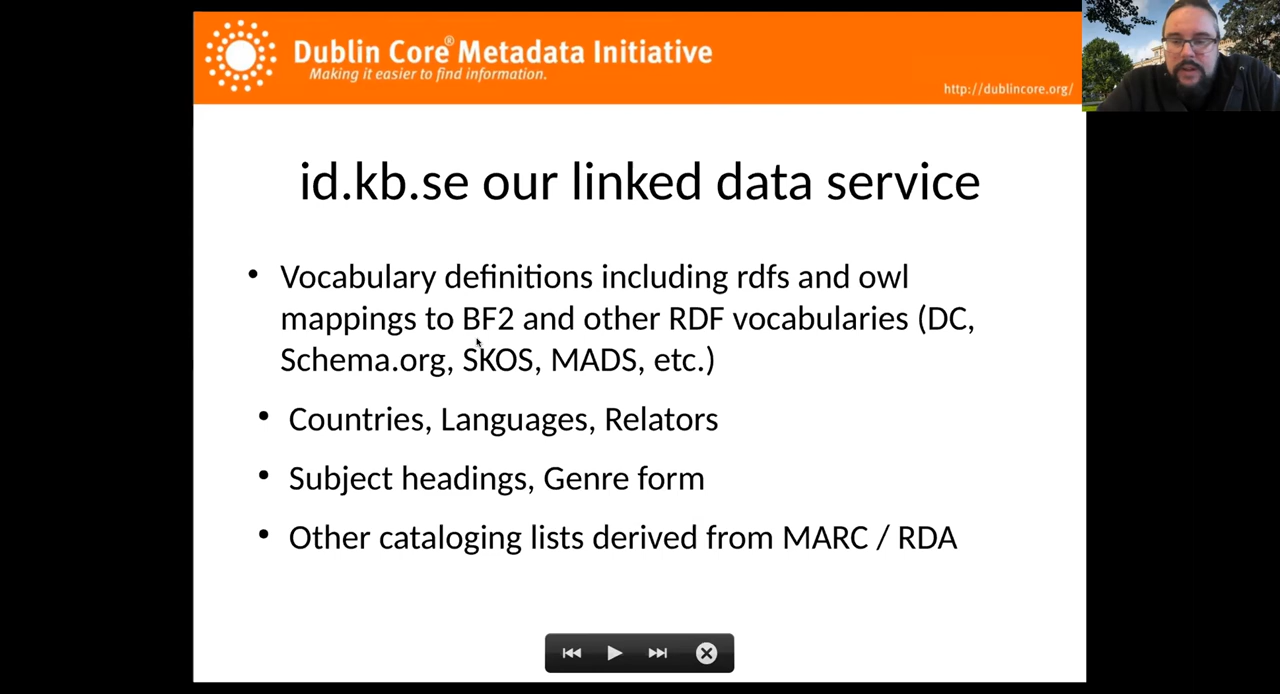 Dublin Core® Metadata Initiative
Making it easier to find information.
http://dublincore.org/
id.kb.se our linked data service
• Vocabulary definitions including rdfs and owl
mappings to BF2 and other RDF vocabularies (DC,
Schema.org, SKOS, MADS, etc.)
• Countries, Languages, Relators
• Subject headings, Genre form
• Other cataloging lists derived from MARC / RDA